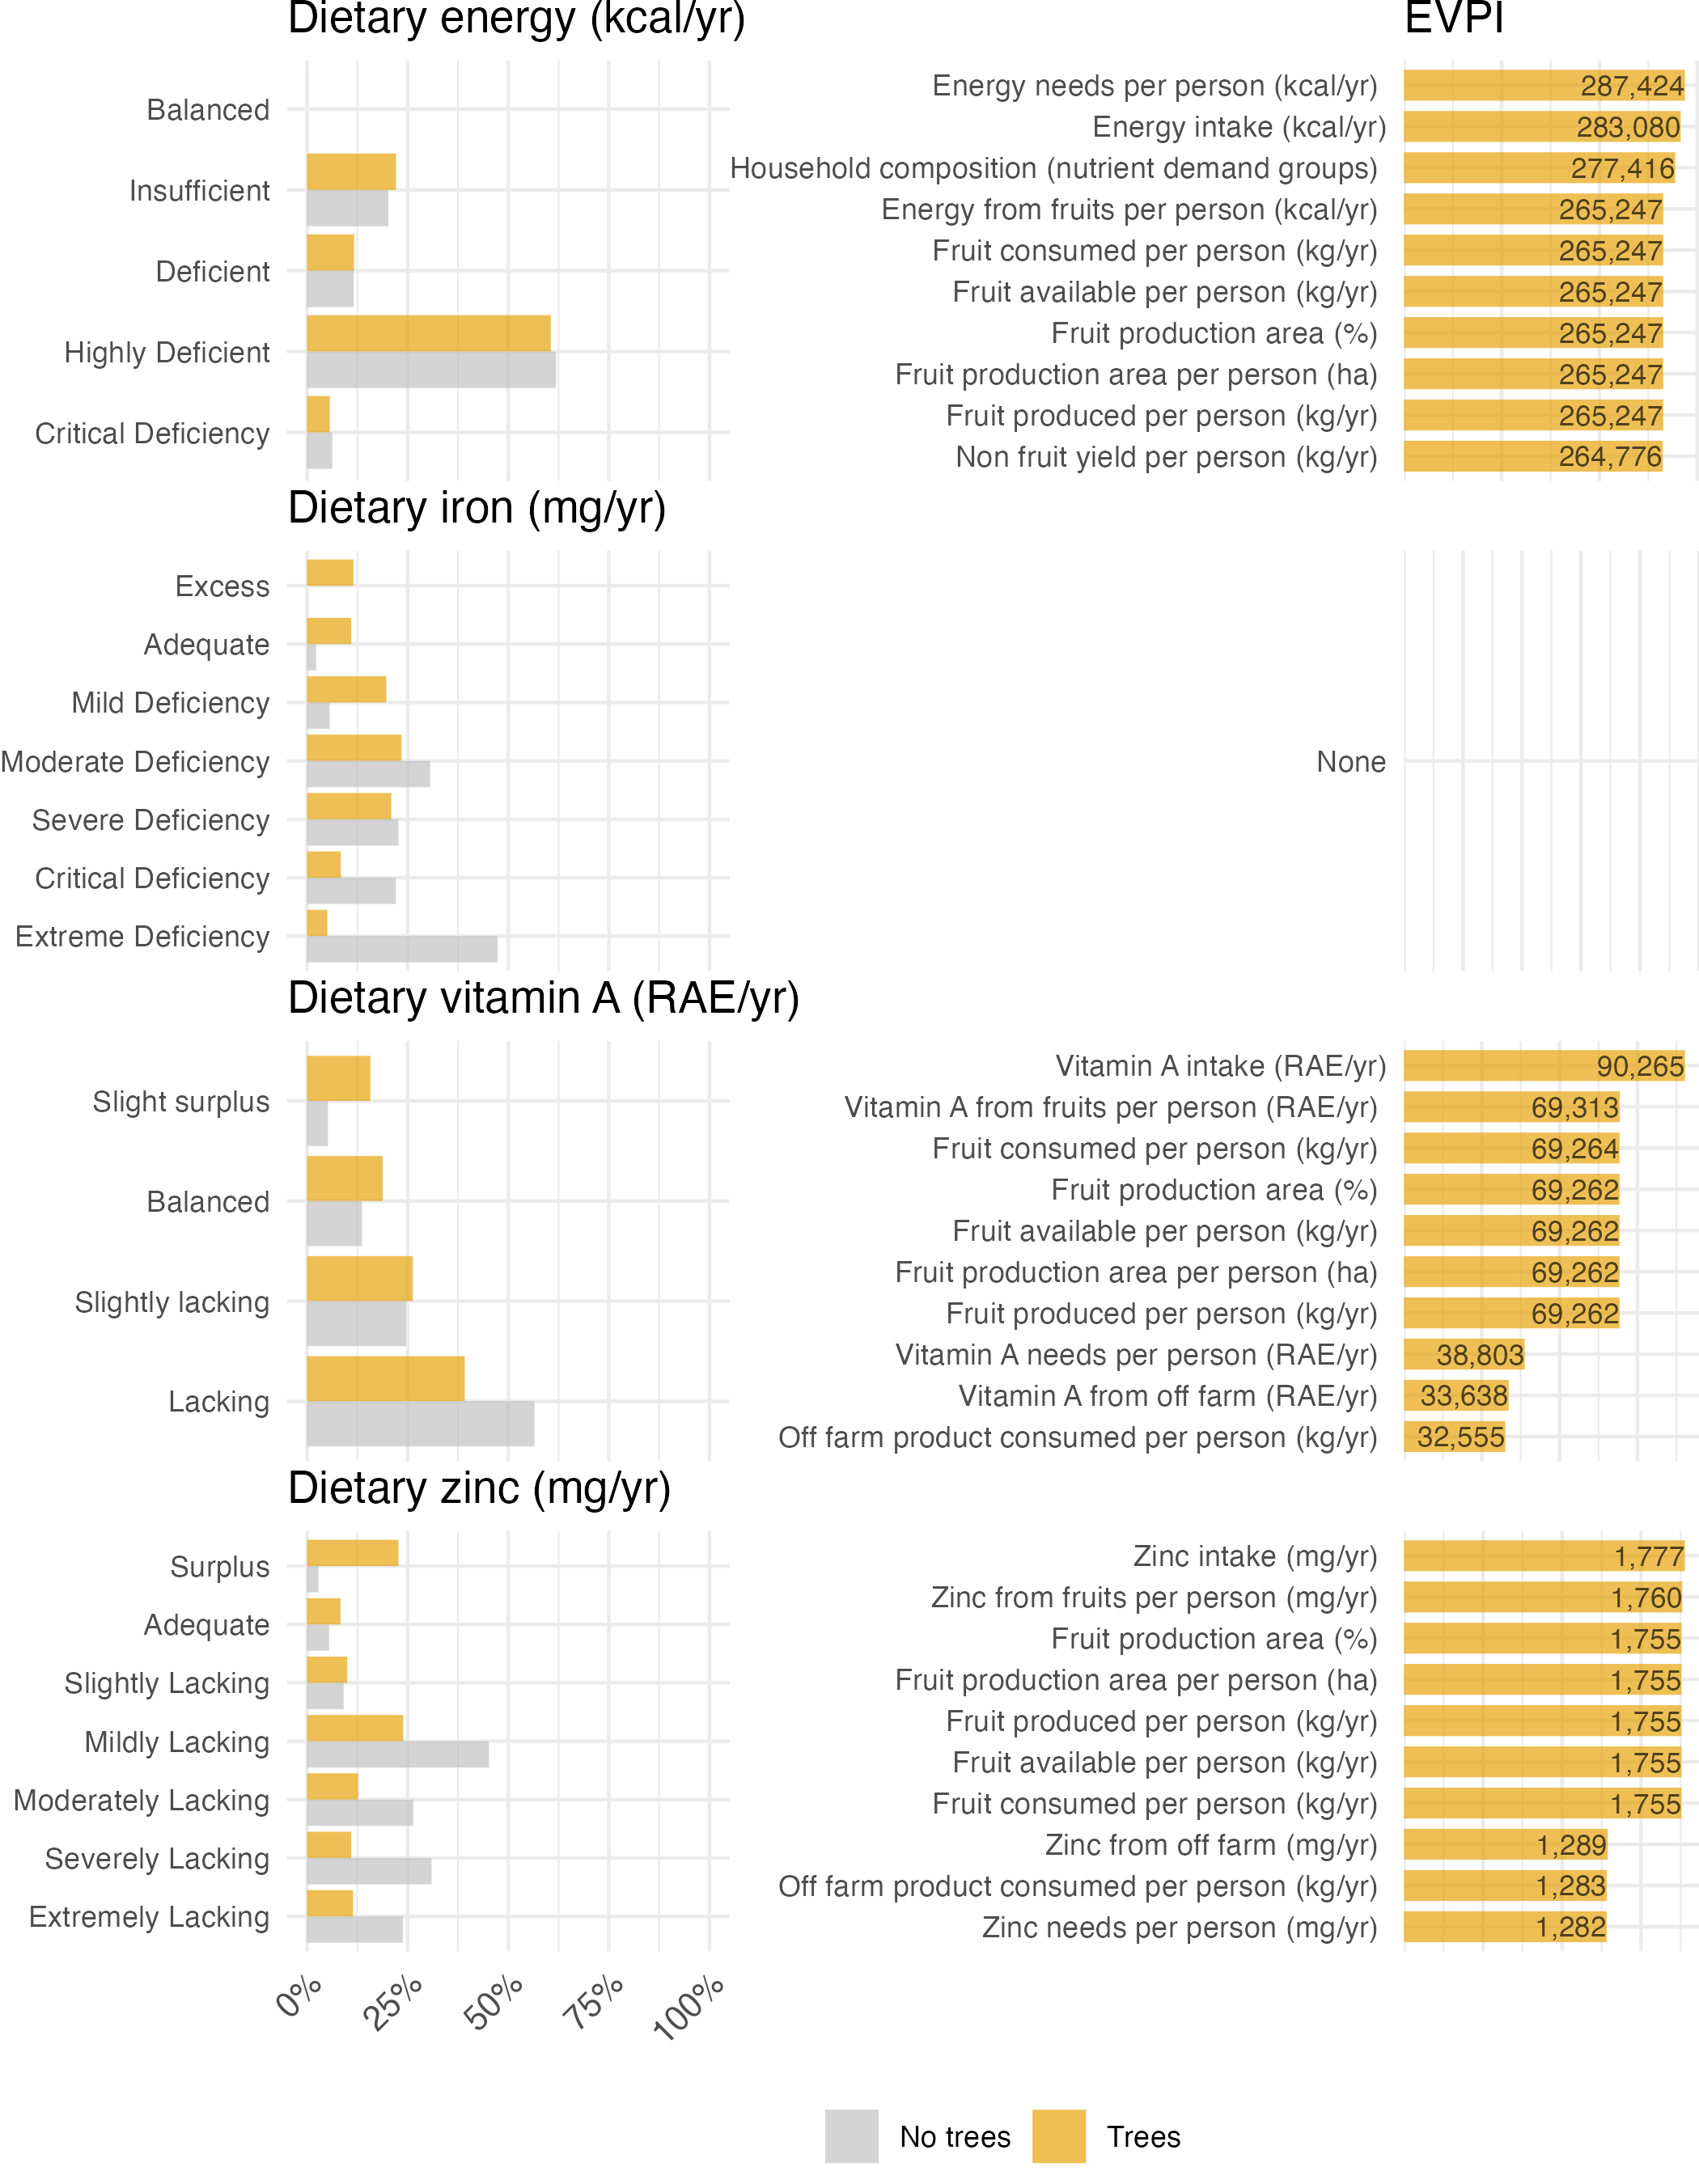 Dietary energy (kcal/yr)
EVPI
Balanced
Insufficient
Deficient
Highly Deficient
Critical Deficiency
Energy needs per person (kcal/yr) 287,424
Energy intake (kcal/yr) 283,080
Household composition (nutrient demand groups) 277,416
Energy from fruits per person (kcal/yr) 265,247
Fruit consumed per person (kg/yr) 265,247
Fruit available per person (kg/yr) 265,247
Fruit production area (%) 265,247
Fruit production area per person (ha) 265,247
Fruit produced per person (kg/yr) 265,247
Non fruit yield per person (kg/yr) 264,776
Dietary iron (mg/yr)
Excess
Adequate
Mild Deficiency
Moderate Deficiency
Severe Deficiency
Critical Deficiency
Extreme Deficiency
None
Dietary vitamin A (RAE/yr)
Slight surplus
Balanced
Slightly lacking
Lacking
Vitamin A intake (RAE/yr) 90,265
Vitamin A from fruits per person (RAE/yr) 69,313
Fruit consumed per person (kg/yr) 69,264
Fruit production area (%) 69,262
Fruit available per person (kg/yr) 69,262
Fruit production area per person (ha) 69,262
Fruit produced per person (kg/yr) 69,262
Vitamin A needs per person (RAE/yr) 38,803
Vitamin A from off farm (RAE/yr) 33,638
Off farm product consumed per person (kg/yr) 32,555
Dietary zinc (mg/yr)
Surplus
Adequate
Slightly Lacking
Mildly Lacking
Moderately Lacking
Severely Lacking
Extremely Lacking
Zinc intake (mg/yr) 1,777
Zinc from fruits per person (mg/yr) 1,760
Fruit production area (%) 1,755
Fruit production area per person (ha) 1,755
Fruit produced per person (kg/yr) 1,755
Fruit available per person (kg/yr) 1,755
Fruit consumed per person (kg/yr) 1,755
Zinc from off farm (mg/yr) 1,289
Off farm product consumed per person (kg/yr) 1,283
Zinc needs per person (mg/yr) 1,282
0% 25% 50% 75% 100%
No trees Trees